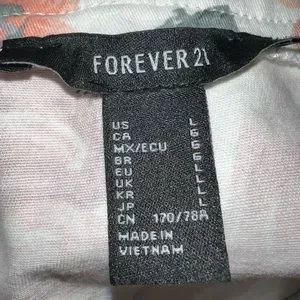 FOREVER 21
US L
CA G
MX/ECU G
BR G
EU L
UK L
KR L
JP L
CN 170/78A
MADE IN
VIETNAM